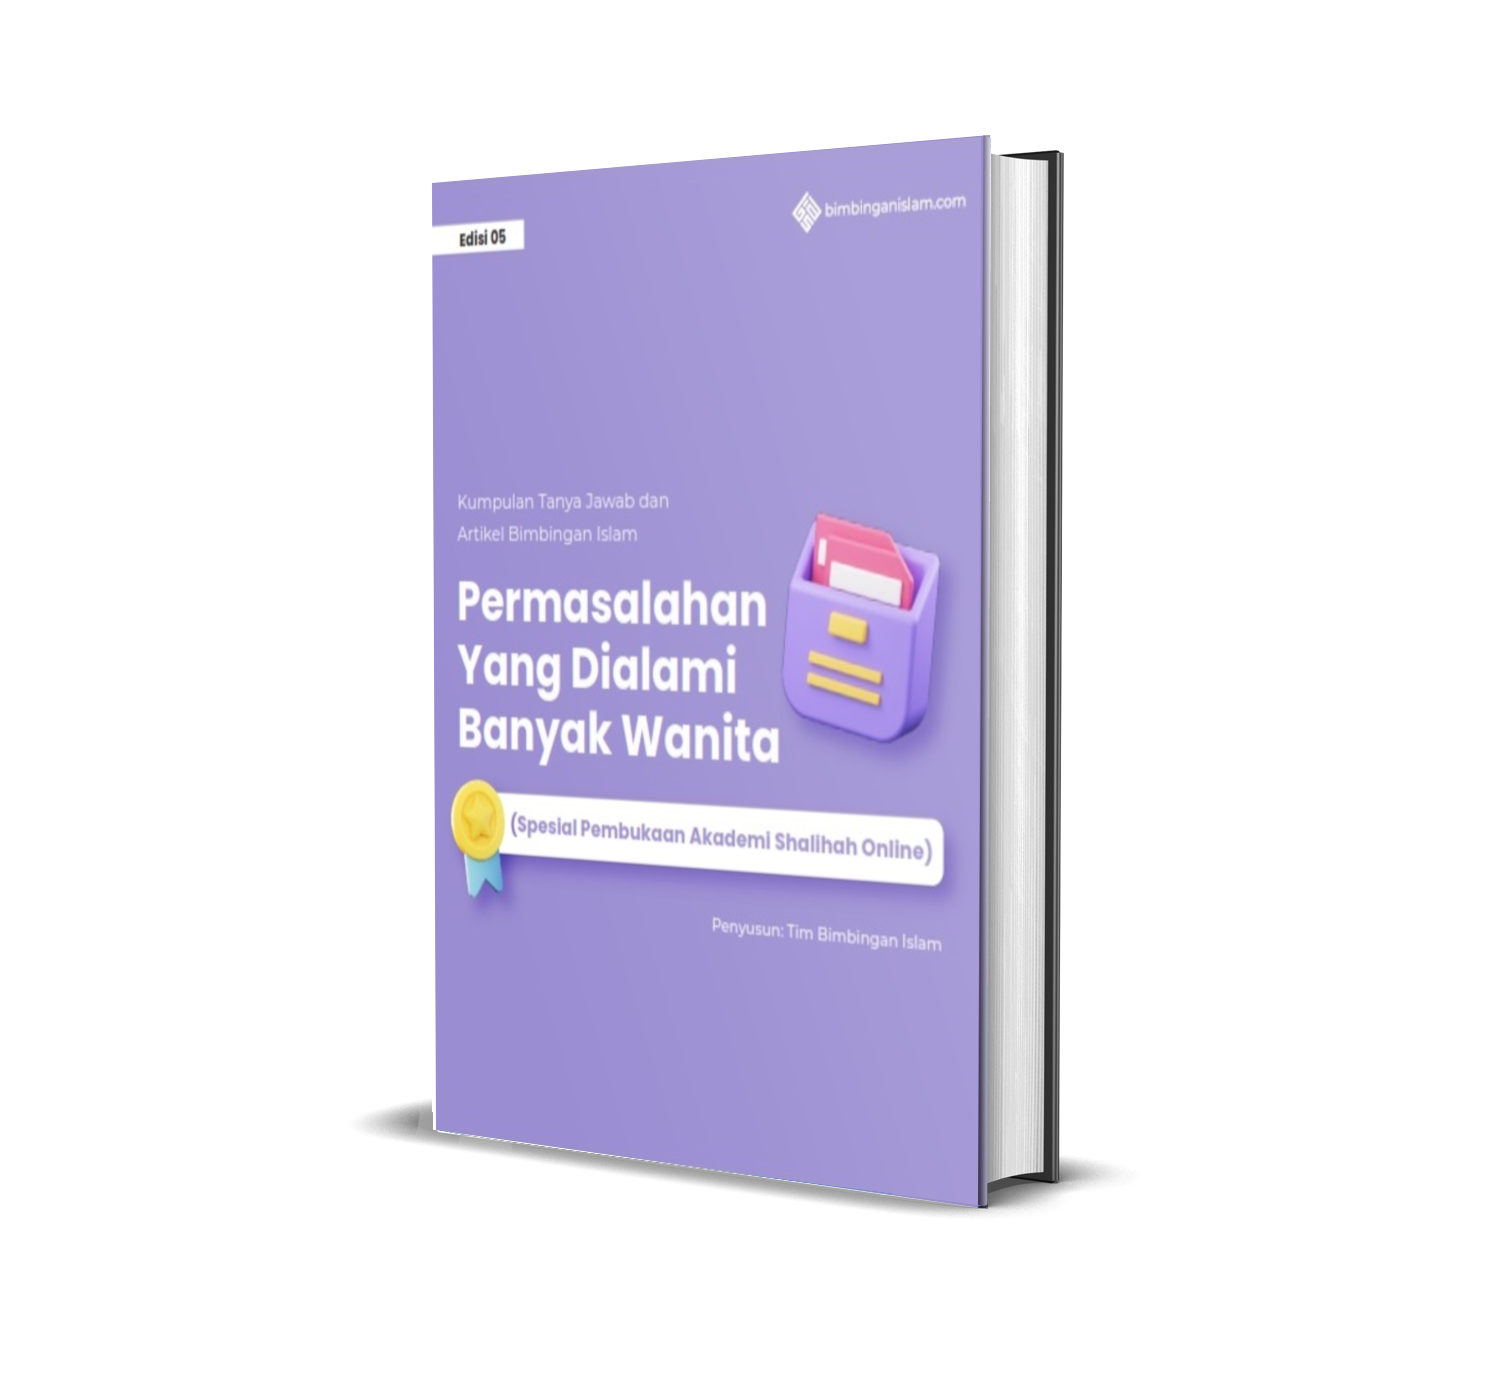 bimbinganislam.com
Edisi 05
Kumpulan Tanya Jawab dan
Artikel Bimbingan Islam
Permasalahan
Yang Dialami
Banyak Wanita
(Spesial Pembukaan Akademi Shalihah Online)
Penyusun: Tim Bimbingan Islam